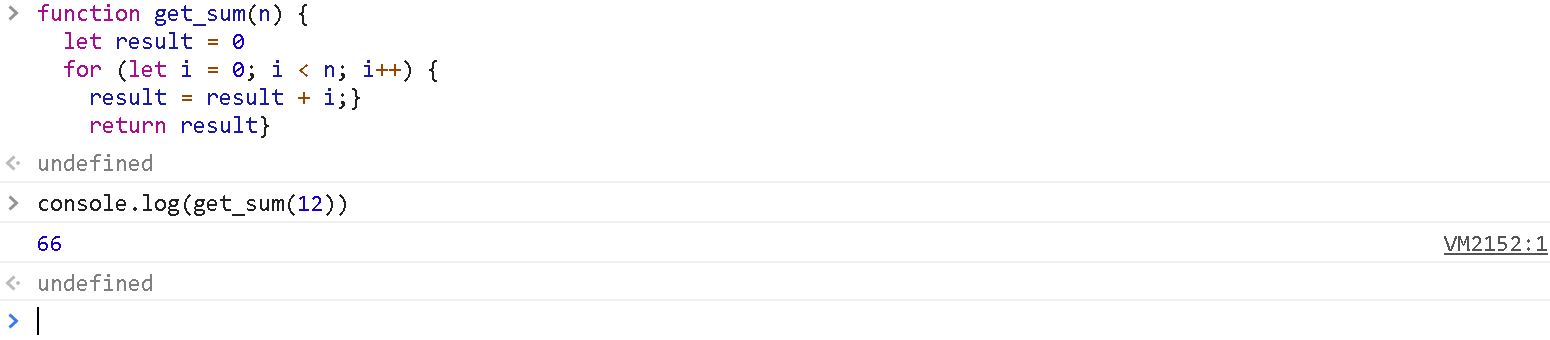 function get_sum(n) {
  let result = 0
  for (let i = 0; i < n; i++) {
    result = result + i;}
    return result}
undefined
console.log(get_sum(12))
66 VM2152:1
undefined